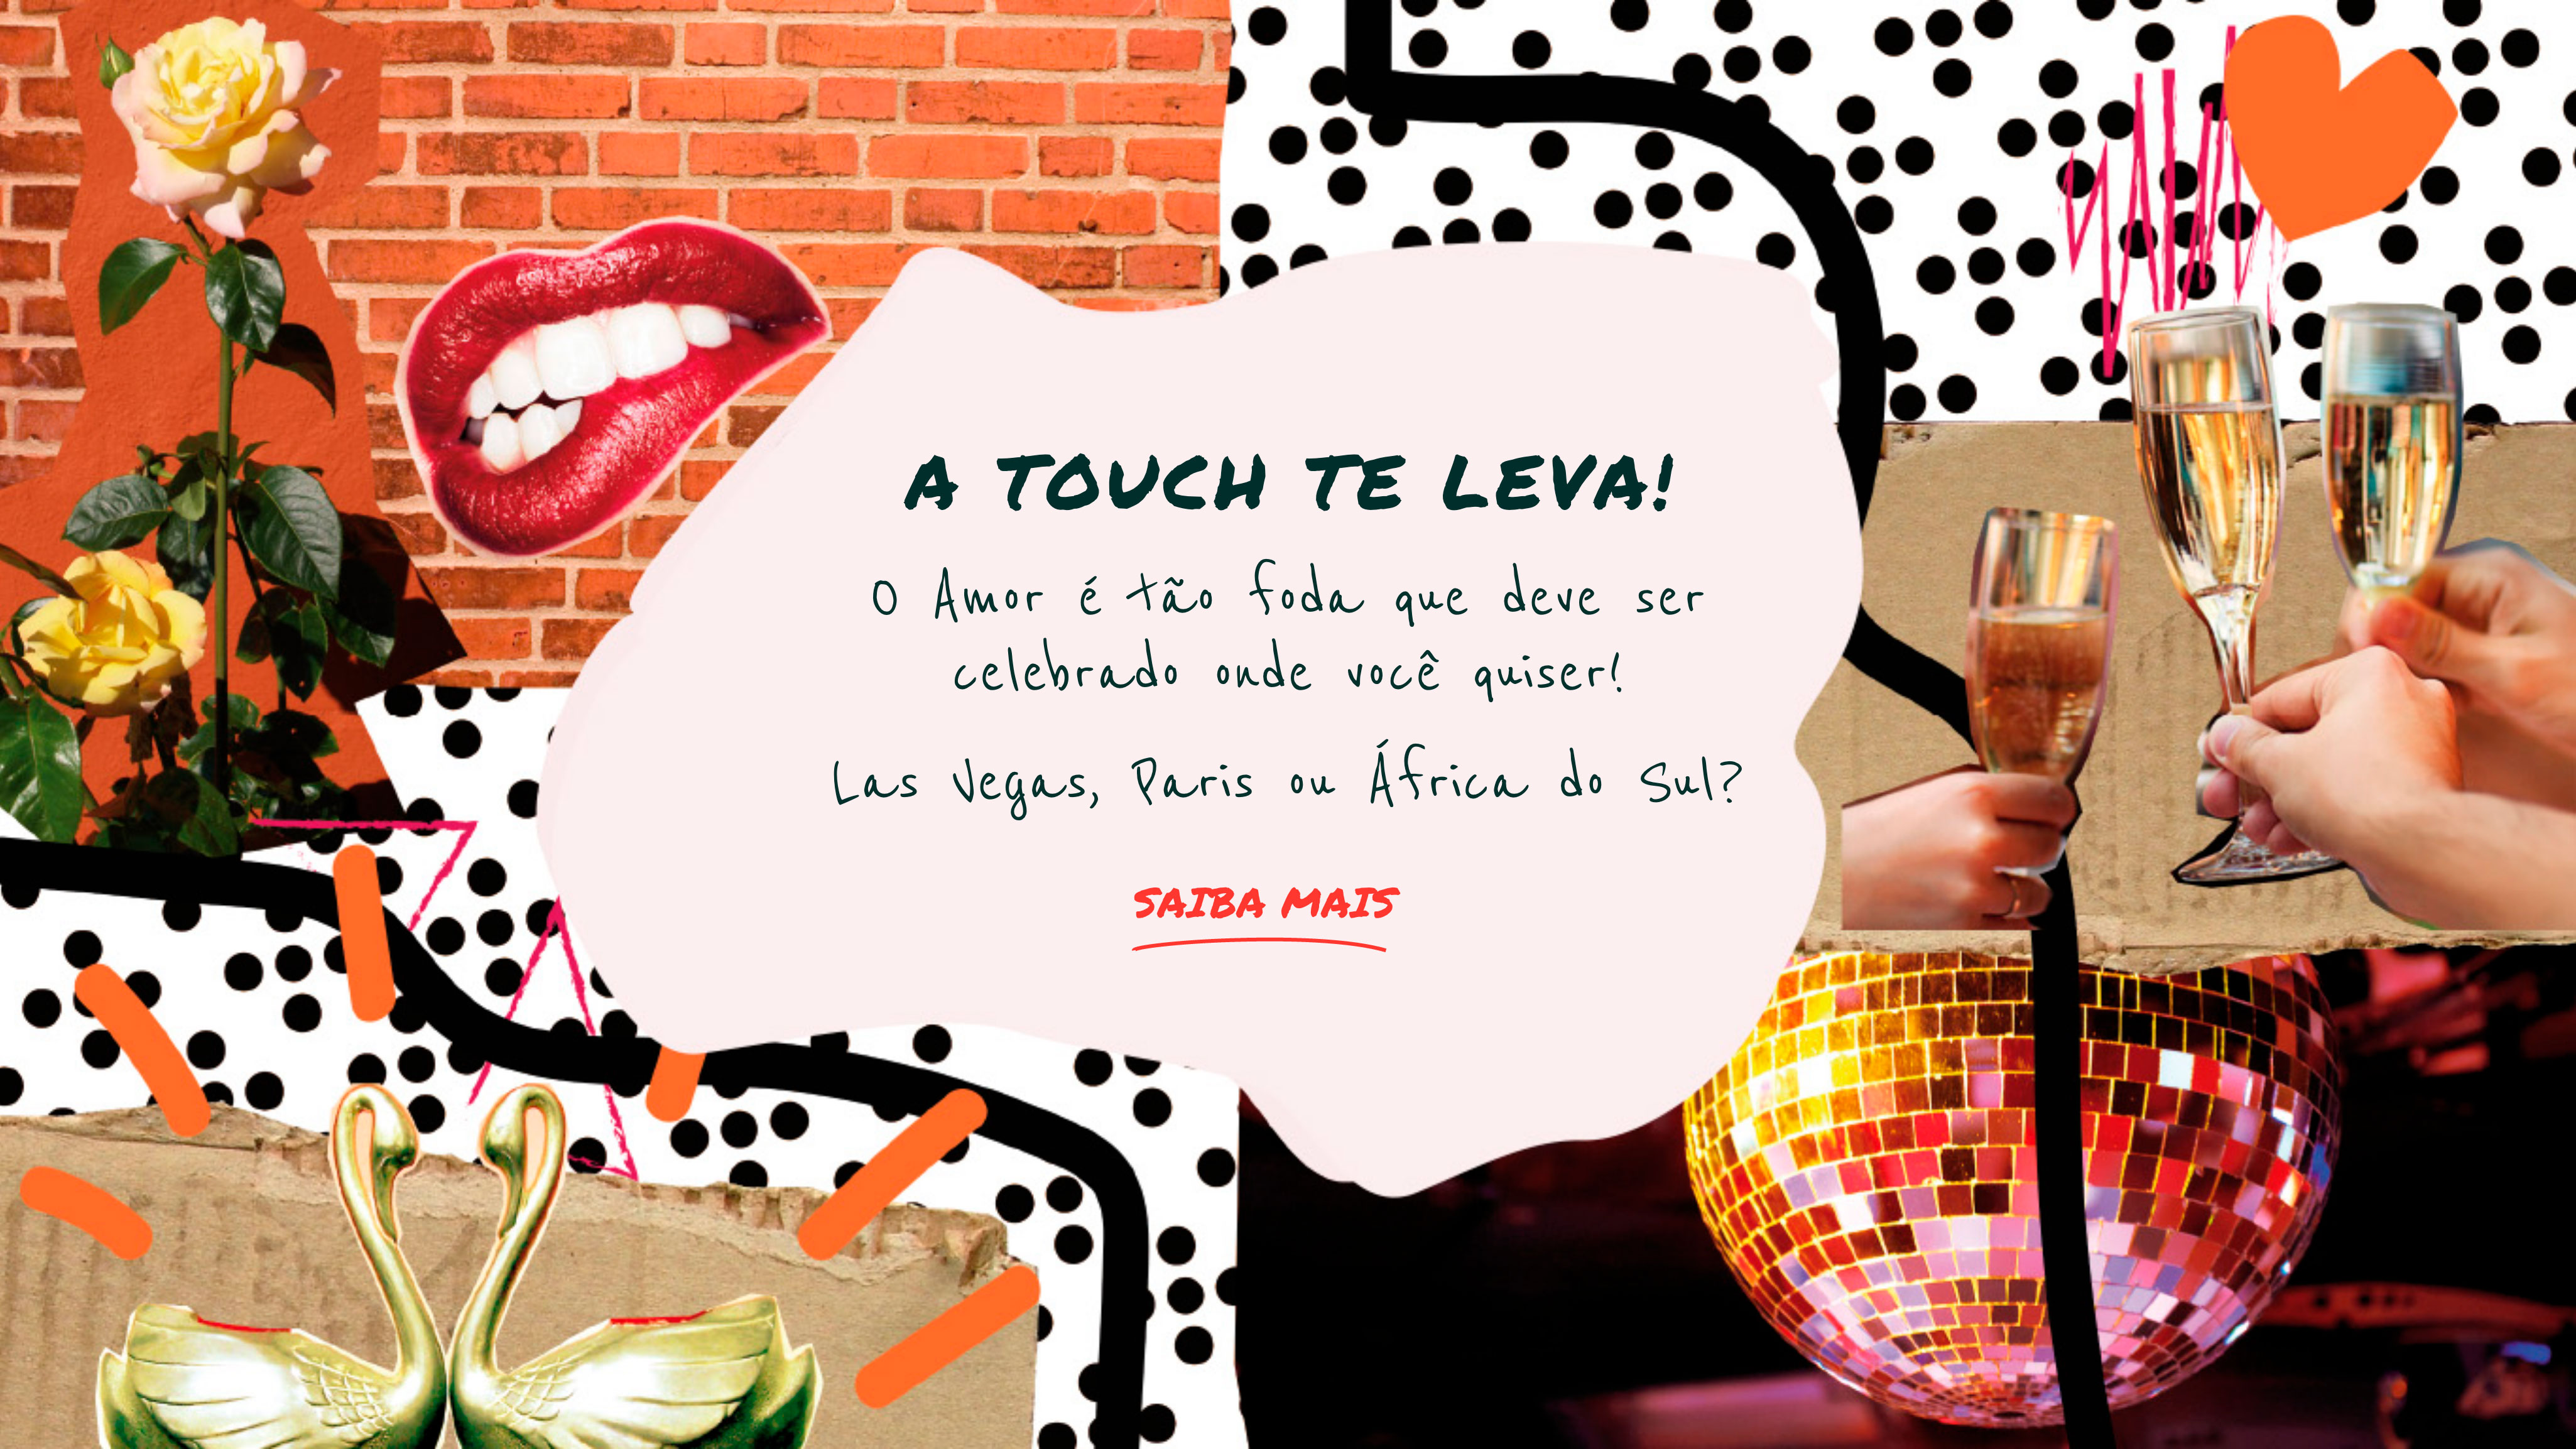 A TOUCH TE LEVA!
O Amor é tão foda que deve ser
celebrado onde você quiser!
Las Vegas, Paris ou África do Sul?
SAIBA MAIS